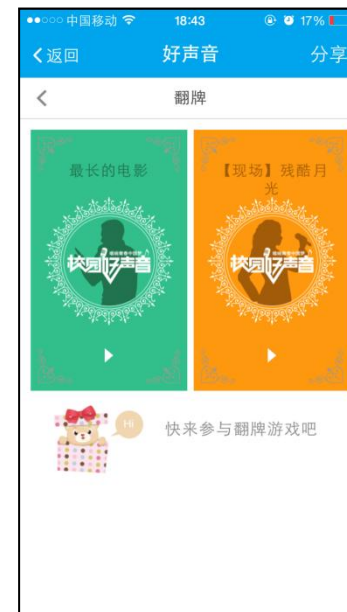 中国移动 18:43 17%
返回 好声音 分享
翻牌
最长的电影
【现场】残酷月
光
校园好声音
校园好声音
Hi
快来参与翻牌游戏吧